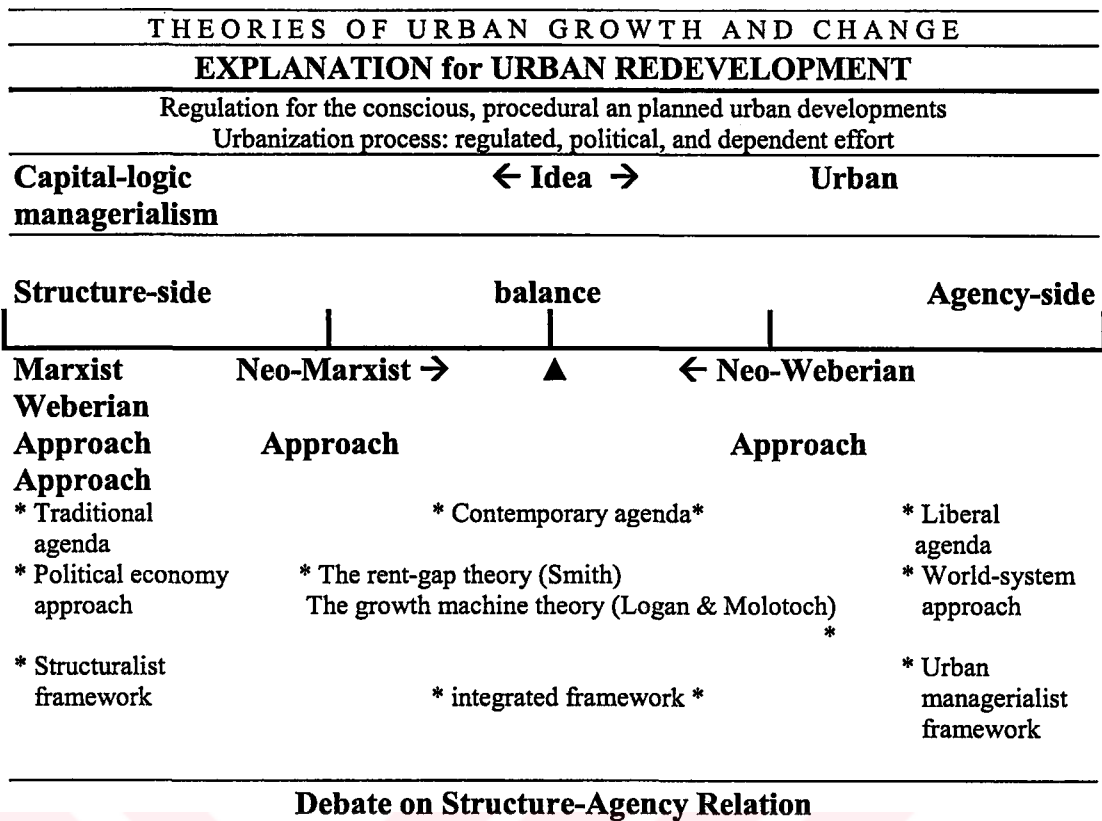 THEORIES OF URBAN GROWTH AND CHANGE
EXPLANATION for URBAN REDEVELOPMENT
Regulation for the conscious, procedural an planned urban developments
Urbanization process: regulated, political, and dependent effort
Capital-logic ← Idea → Urban
managerialism
Structure-side balance Agency-side
Marxist Neo-Marxist → ▲ ← Neo-Weberian
Weberian
Approach Approach Approach
Approach
* Traditional * Contemporary agenda* * Liberal
agenda agenda
* Political economy * The rent-gap theory (Smith) * World-system
approach The growth machine theory (Logan & Molotoch) approach
*
* Structuralist * Urban
framework * integrated framework * managerialist
framework
Debate on Structure-Agency Relation